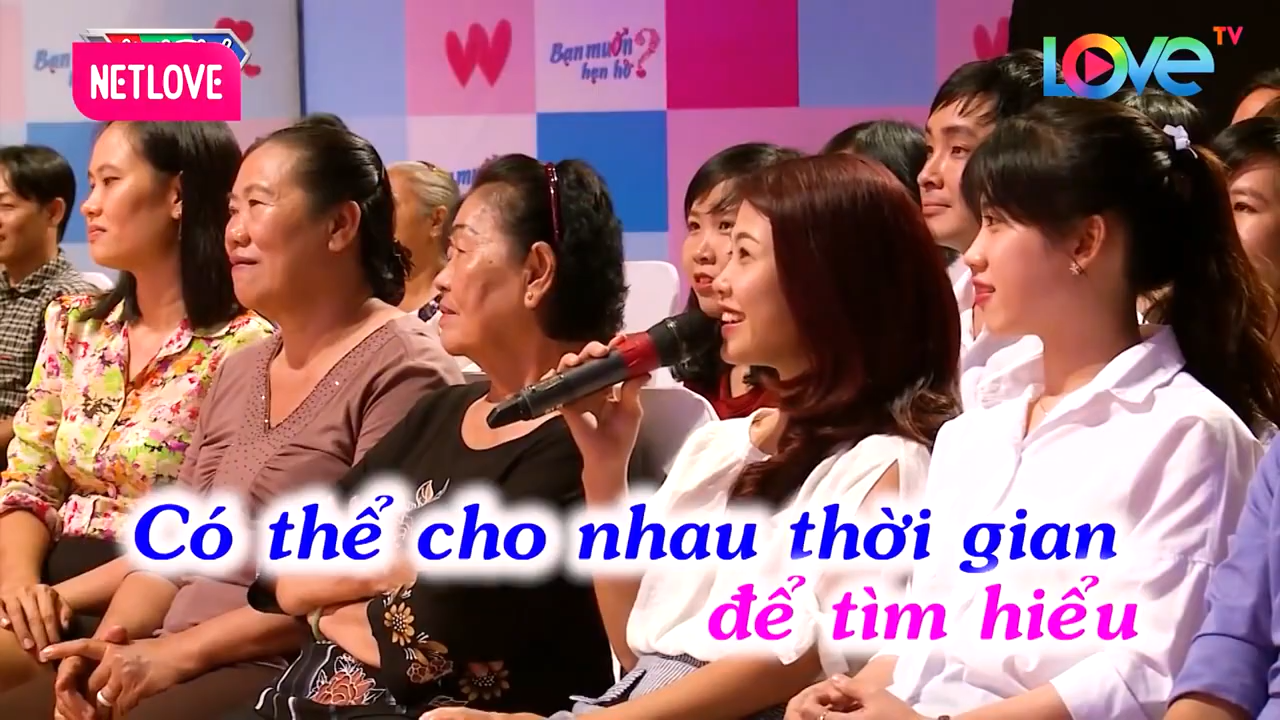 NETLOVE
LOVE TV
Bạn muốn
hẹn hò?
Có thể cho nhau thời gian
để tìm hiểu